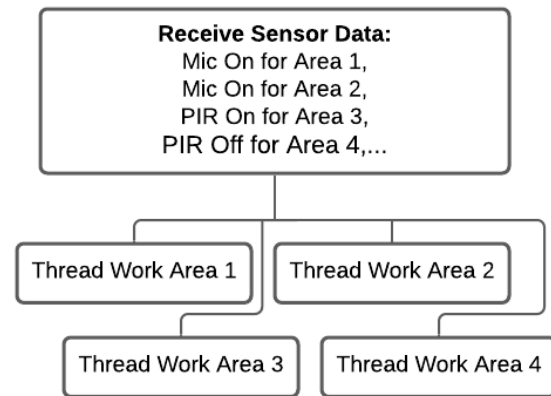 Receive Sensor Data:
Mic On for Area 1,
Mic On for Area 2,
PIR On for Area 3,
PIR Off for Area 4,...
Thread Work Area 1
Thread Work Area 2
Thread Work Area 3
Thread Work Area 4